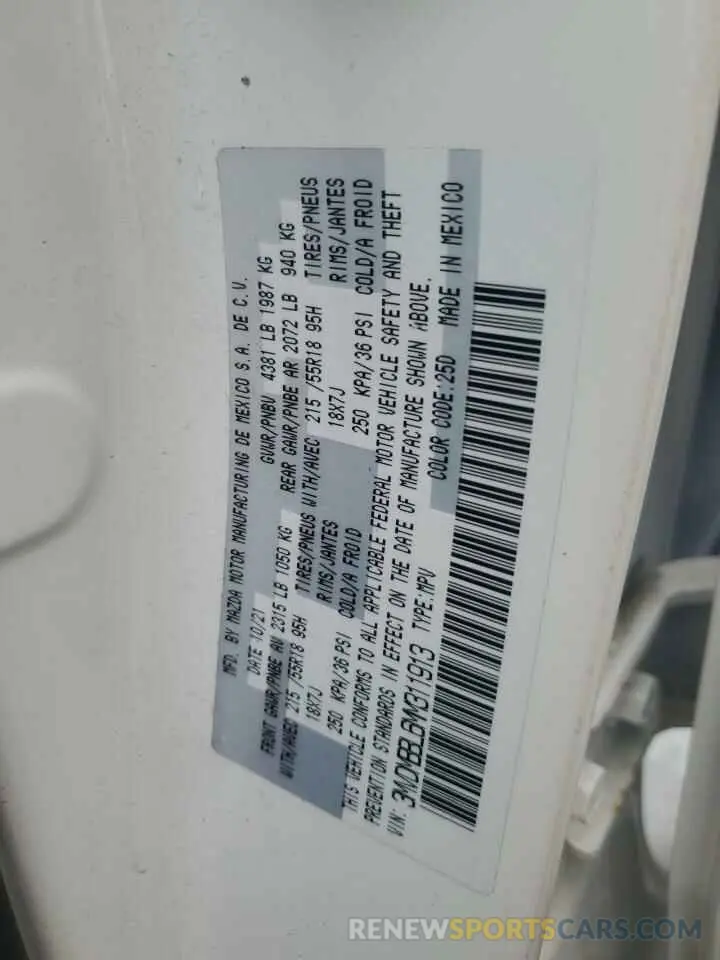 MFD. BY MAZDA MOTOR MANUFACTURING DE MEXICO S.A. DE C.V.
DATE 10/21 GVWR/PNBV 4381 LB 1987 KG
FRONT GAWR/PNBE AV 2315 LB 1050 KG REAR GAWR/PNBE AR 2072 LB 940 KG
WITH/AVEC 215 /55R18 95H TIRES/PNEUS WITH/AVEC 215 /55R18 95H TIRES/PNEUS
18X7J RIMS/JANTES 18X7J RIMS/JANTES
250 KPA/36 PSI COLD/A FROID 250 KPA/36 PSI COLD/A FROID
THIS VEHICLE CONFORMS TO ALL APPLICABLE FEDERAL MOTOR VEHICLE SAFETY AND THEFT
PREVENTION STANDARDS IN EFFECT ON THE DATE OF MANUFACTURE SHOWN ABOVE.
VIN: TYPE:MPV COLOR CODE:25D MADE IN MEXICO
RENEWSPORTSCARS.COM